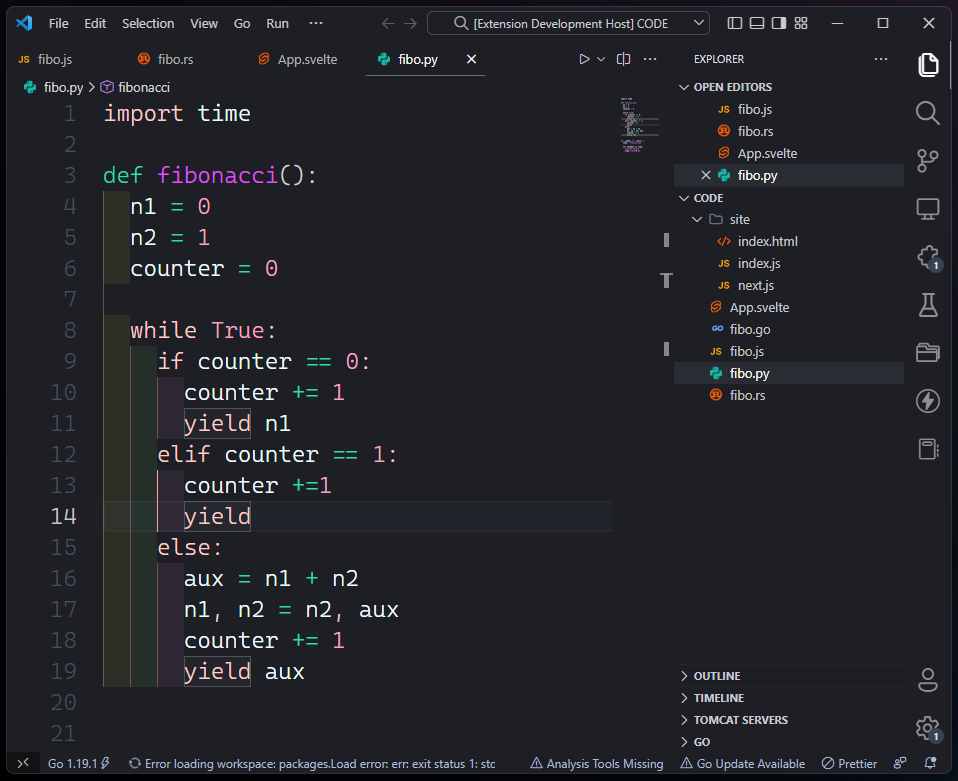 File Edit Selection View Go Run ··· [Extension Development Host] CODE
JS fibo.js fibo.rs App.svelte fibo.py
EXPLORER
fibo.py > fibonacci
1 import time
2
3 def fibonacci():
4 n1 = 0
5 n2 = 1
6 counter = 0
7
8 while True:
9 if counter == 0:
10 counter += 1
11 yield n1
12 elif counter == 1:
13 counter +=1
14 yield
15 else:
16 aux = n1 + n2
17 n1, n2 = n2, aux
18 counter += 1
19 yield aux
20
21
OPEN EDITORS
JS fibo.js
fibo.rs
App.svelte
fibo.py
CODE
site
index.html
JS index.js
JS next.js
App.svelte
GO fibo.go
JS fibo.js
fibo.py
fibo.rs
OUTLINE
TIMELINE
TOMCAT SERVERS
GO
1
1
Go 1.19.1 Error loading workspace: packages.Load error: err: exit status 1: stc Analysis Tools Missing Go Update Available Prettier